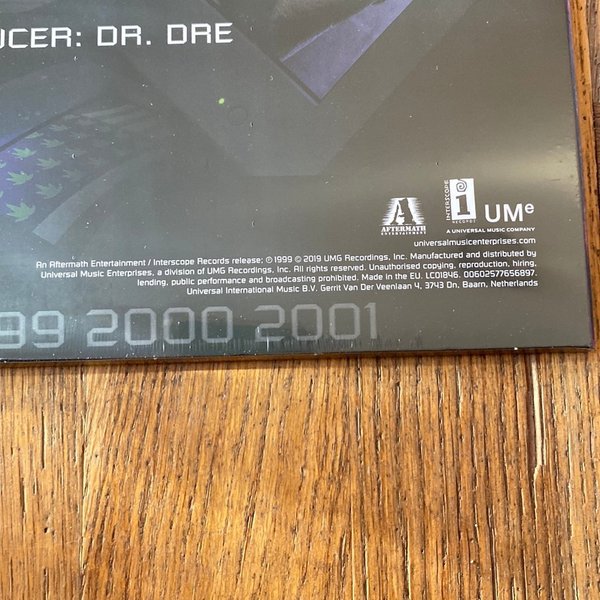 UCER: DR. DRE
AFTERMATH
ENTERTAINMENT
INTERSCOPE
RECORDS
UMe
A UNIVERSAL MUSIC COMPANY
universalmusicenterprises.com
An Aftermath Entertainment / Interscope Records release; ℗ 1999 © 2019 UMG Recordings, Inc. Manufactured and distributed by
Universal Music Enterprises, a division of UMG Recordings, Inc. All rights reserved. Unauthorised copying, reproduction, hiring,
lending, public performance and broadcasting prohibited. Made in the EU. LC01846. 00602577656897.
Universal International Music B.V. Gerrit Van Der Veenlaan 4, 3743 Dn, Baarn, Netherlands
99 2000 2001